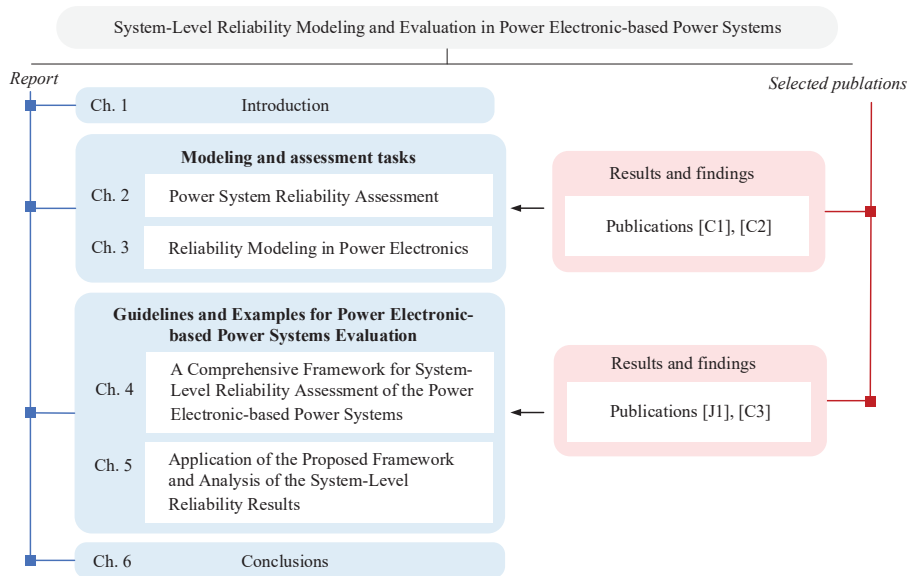 System-Level Reliability Modeling and Evaluation in Power Electronic-based Power Systems
Report
Selected publations
Ch. 1
Introduction
Modeling and assessment tasks
Ch. 2
Power System Reliability Assessment
Ch. 3
Reliability Modeling in Power Electronics
Results and findings
Publications [C1], [C2]
Guidelines and Examples for Power Electronic-
based Power Systems Evaluation
Ch. 4
A Comprehensive Framework for System-
Level Reliability Assessment of the Power
Electronic-based Power Systems
Results and findings
Publications [J1], [C3]
Ch. 5
Application of the Proposed Framework
and Analysis of the System-Level
Reliability Results
Ch. 6
Conclusions